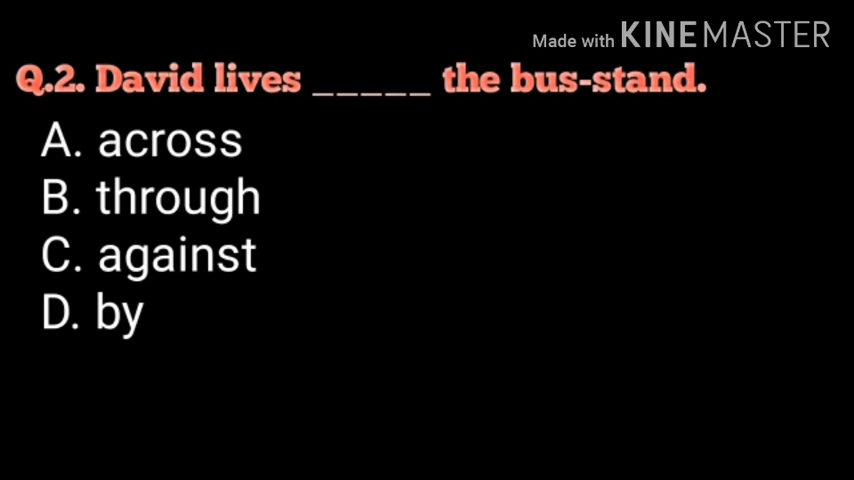 Made with KINEMASTER
Q.2. David lives _____ the bus-stand.
A. across
B. through
C. against
D. by